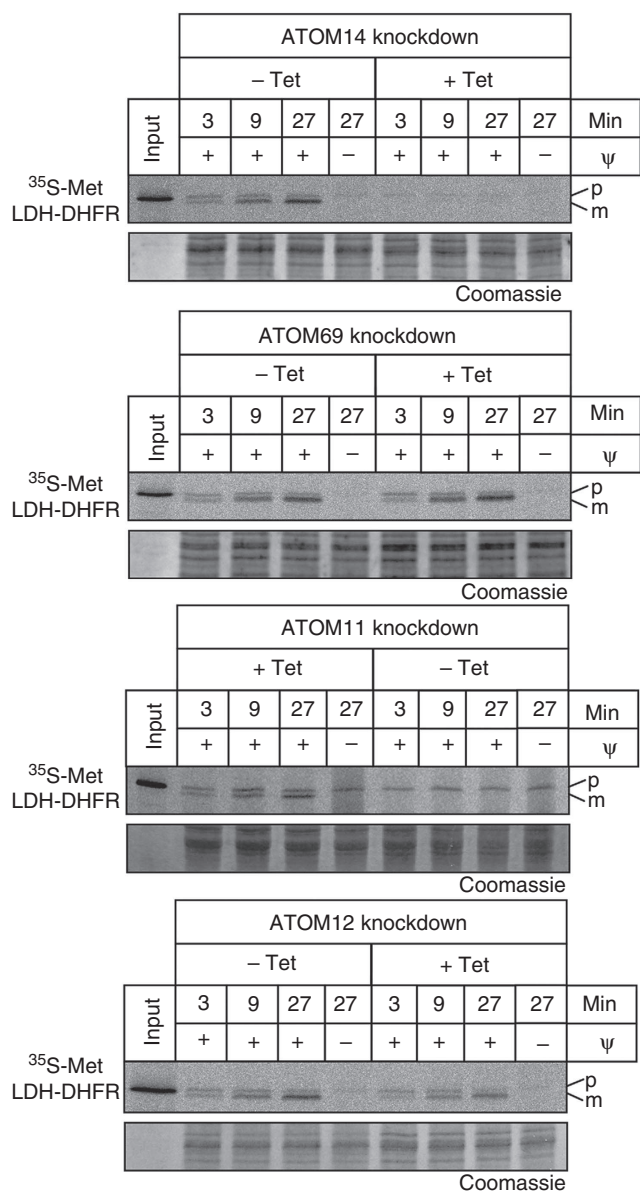 ATOM14 knockdown
– Tet + Tet
Input 3 9 27 27 3 9 27 27 Min
+ + + – + + + – ψ
35S-Met
LDH-DHFR
p
m
Coomassie
ATOM69 knockdown
– Tet + Tet
Input 3 9 27 27 3 9 27 27 Min
+ + + – + + + – ψ
35S-Met
LDH-DHFR
p
m
Coomassie
ATOM11 knockdown
+ Tet – Tet
Input 3 9 27 27 3 9 27 27 Min
+ + + – + + + – ψ
35S-Met
LDH-DHFR
p
m
Coomassie
ATOM12 knockdown
– Tet + Tet
Input 3 9 27 27 3 9 27 27 Min
+ + + – + + + – ψ
35S-Met
LDH-DHFR
p
m
Coomassie